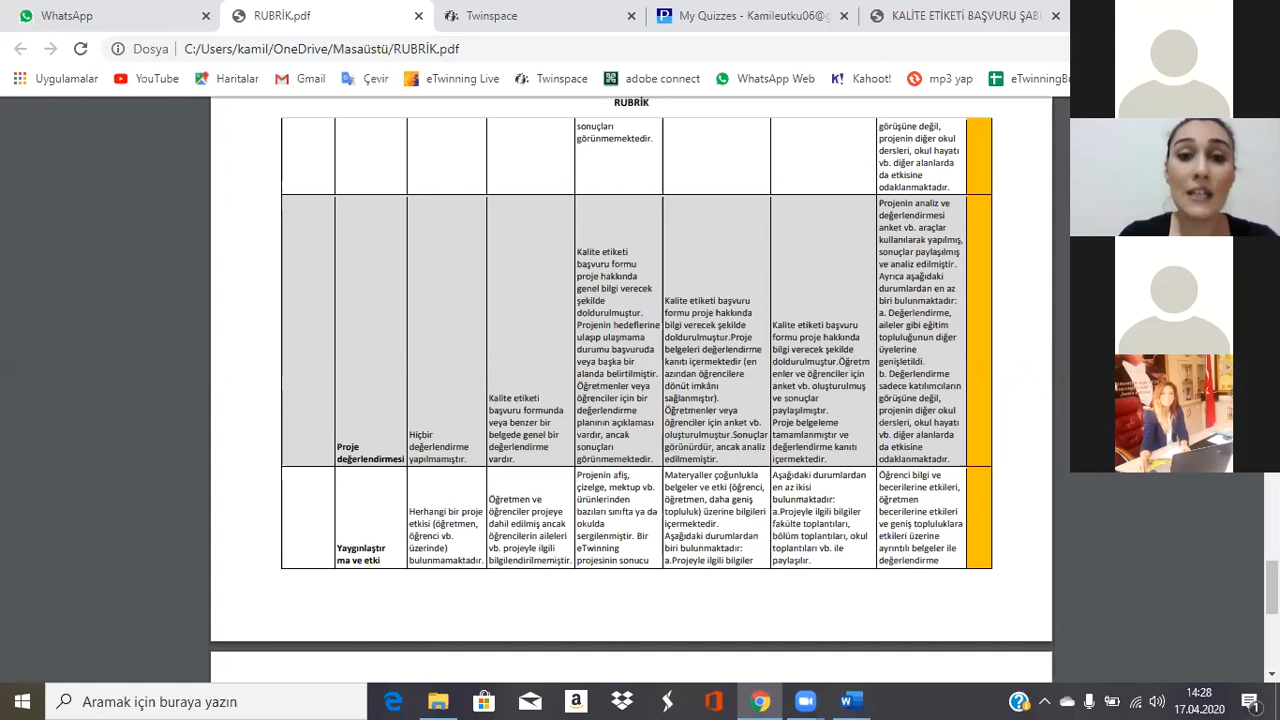 WhatsApp
RUBRİK.pdf
Twinspace
My Quizzes - Kamileutku06@g
KALİTE ETİKETİ BAŞVURU ŞABL
Dosya
C:/Users/kamil/OneDrive/Masaüstü/RUBRİK.pdf
Uygulamalar
YouTube
Haritalar
Gmail
Çevir
eTwinning Live
Twinspace
adobe connect
WhatsApp Web
Kahoot!
mp3 yap
eTwinningBo
RUBRİK
sonuçları
görünmemektedir.
görüşüne değil,
projenin diğer okul
dersleri, okul hayatı
vb. diğer alanlarda
da etkisine
odaklanmaktadır.
Proje
değerlendirmesi
Hiçbir
değerlendirme
yapılmamıştır.
Kalite etiketi
başvuru formunda
veya benzer bir
belgede genel bir
değerlendirme
vardır.
Kalite etiketi
başvuru formu
proje hakkında
genel bilgi verecek
şekilde
doldurulmuştur.
Projenin hedeflerine
ulaşıp ulaşmama
durumu başvuruda
veya başka bir
alanda belirtilmiştir.
Öğretmenler veya
öğrenciler için bir
değerlendirme
planının açıklaması
vardır, ancak
sonuçları
görünmemektedir.
Kalite etiketi başvuru
formu proje hakkında
bilgi verecek şekilde
doldurulmuştur.Proje
belgeleri değerlendirme
kanıtı içermektedir (en
azından öğrencilere
dönüt imkânı
sağlanmıştır).
Öğretmenler veya
öğrenciler için anket vb.
oluşturulmuştur.Sonuçlar
görünürdür, ancak analiz
edilmemiştir.
Kalite etiketi başvuru
formu proje hakkında
bilgi verecek şekilde
doldurulmuştur.Öğretm
enler ve öğrenciler için
anket vb. oluşturulmuş
ve sonuçlar
paylaşılmıştır.
Proje belgeleme
tamamlanmıştır ve
değerlendirme kanıtı
içermektedir.
Projenin analiz ve
değerlendirmesi
anket vb. araçlar
kullanılarak yapılmış,
sonuçlar paylaşılmış
ve analiz edilmiştir.
Ayrıca aşağıdaki
durumlardan en az
biri bulunmaktadır:
a. Değerlendirme,
aileler gibi eğitim
topluluğunun diğer
üyelerine
genişletildi.
b. Değerlendirme
sadece katılımcıların
görüşüne değil,
projenin diğer okul
dersleri, okul hayatı
vb. diğer alanlarda
da etkisine
odaklanmaktadır.
Yaygınlaştır
ma ve etki
Herhangi bir proje
etkisi (öğretmen,
öğrenci vb.
üzerinde)
bulunmamaktadır.
Öğretmen ve
öğrenciler projeye
dahil edilmiş ancak
öğrencilerin aileleri
vb. projeyle ilgili
bilgilendirilmemiştir.
Projenin afiş,
çizelge, mektup vb.
ürünlerinden
bazıları sınıfta ya da
okulda
sergilenmiştir. Bir
eTwinning
projesinin sonucu
Materyaller çoğunlukla
belgeler ve etki (öğrenci,
öğretmen, daha geniş
topluluk) üzerine bilgileri
içermektedir.
Aşağıdaki durumlardan
biri bulunmaktadır:
a.Projeyle ilgili bilgiler
Aşağıdaki durumlardan
en az ikisi
bulunmaktadır:
a.Projeyle ilgili bilgiler
fakülte toplantıları,
bölüm toplantıları, okul
toplantıları vb. ile
paylaşılır.
Öğrenci bilgi ve
becerilerine etkileri,
öğretmen
becerilerine etkileri
ve geniş topluluklara
etkileri üzerine
ayrıntılı belgeler ile
değerlendirme
Aramak için buraya yazın
14:28
17.04.2020